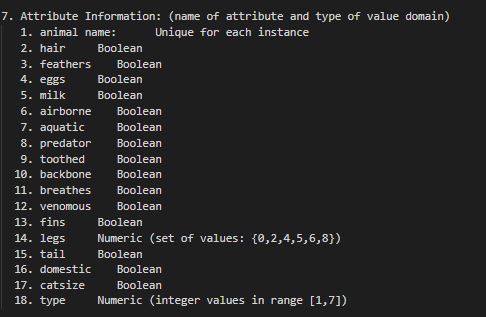 7. Attribute Information: (name of attribute and type of value domain)
1. animal name: Unique for each instance
2. hair Boolean
3. feathers Boolean
4. eggs Boolean
5. milk Boolean
6. airborne Boolean
7. aquatic Boolean
8. predator Boolean
9. toothed Boolean
10. backbone Boolean
11. breathes Boolean
12. venomous Boolean
13. fins Boolean
14. legs Numeric (set of values: {0,2,4,5,6,8})
15. tail Boolean
16. domestic Boolean
17. catsize Boolean
18. type Numeric (integer values in range [1,7])